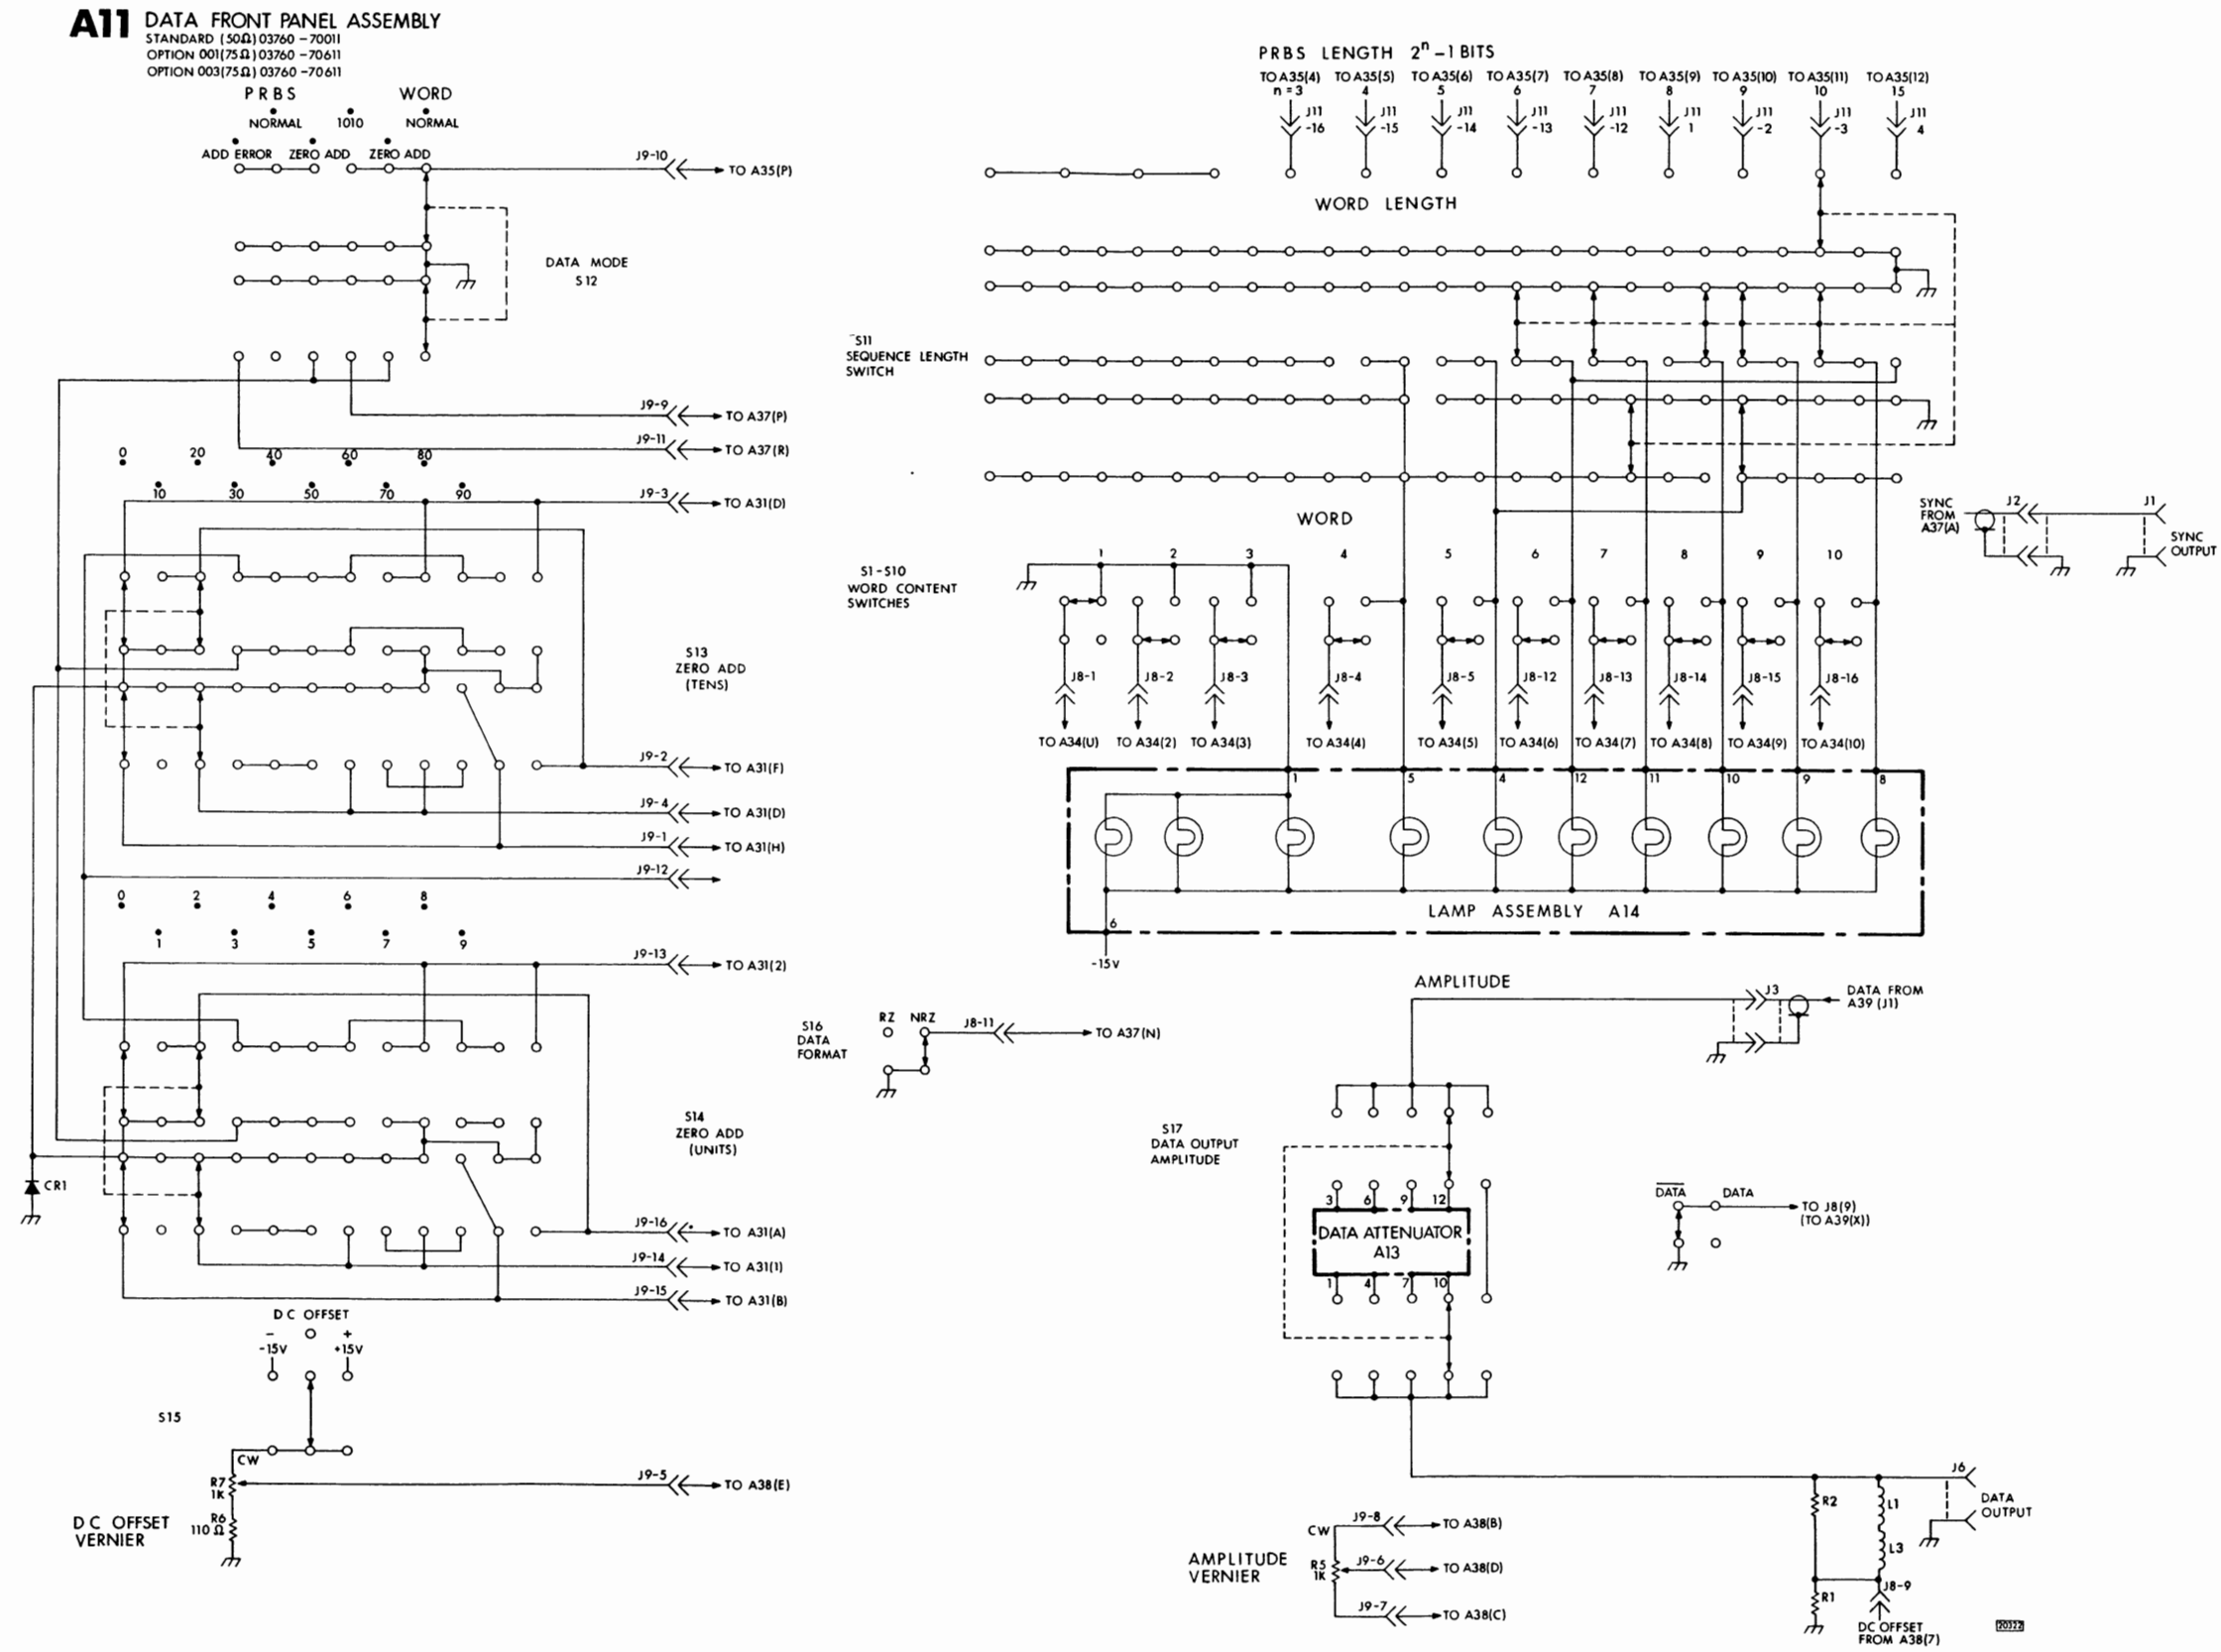 A11 DATA FRONT PANEL ASSEMBLY
STANDARD (50Ω) 03760 –70011
OPTION 001(75Ω) 03760 –70611
OPTION 003(75Ω) 03760 –70611
PRBS WORD
NORMAL 1010 NORMAL
ADD ERROR ZERO ADD ZERO ADD
J9-10 TO A35(P)
DATA MODE
S12
J9-9 TO A37(P)
J9-11 TO A37(R)
0 20 40 60 80
10 30 50 70 90
J9-3 TO A31(D)
S13
ZERO ADD
(TENS)
J9-2 TO A31(F)
J9-4 TO A31(D)
J9-1 TO A31(H)
J9-12
0 2 4 6 8
1 3 5 7 9
J9-13 TO A31(2)
S14
ZERO ADD
(UNITS)
CR1
J9-16 TO A31(A)
J9-14 TO A31(1)
J9-15 TO A31(B)
DC OFFSET
– +
-15V +15V
S15
CW
R7
1K
J9-5 TO A38(E)
R6
110 Ω
DC OFFSET
VERNIER
PRBS LENGTH 2n –1 BITS
TO A35(4) TO A35(5) TO A35(6) TO A35(7) TO A35(8) TO A35(9) TO A35(10) TO A35(11) TO A35(12)
n = 3 4 5 6 7 8 9 10 15
J11 J11 J11 J11 J11 J11 J11 J11 J11
-16 -15 -14 -13 -12 1 -2 -3 4
WORD LENGTH
S11
SEQUENCE LENGTH
SWITCH
WORD
1 2 3 4 5 6 7 8 9 10
S1-S10
WORD CONTENT
SWITCHES
J8-1 J8-2 J8-3 J8-4 J8-5 J8-12 J8-13 J8-14 J8-15 J8-16
TO A34(U) TO A34(2) TO A34(3) TO A34(4) TO A34(5) TO A34(6) TO A34(7) TO A34(8) TO A34(9) TO A34(10)
1 5 4 12 11 10 9 8
LAMP ASSEMBLY A14
6
-15V
SYNC
FROM
A37(A)
J2 J1
SYNC
OUTPUT
S16
DATA
FORMAT
RZ NRZ
J8-11 TO A37(N)
AMPLITUDE
J3
DATA FROM
A39 (J1)
S17
DATA OUTPUT
AMPLITUDE
3 6 9 12
DATA ATTENUATOR
A13
1 4 7 10
DATA DATA
TO J8(9)
(TO A39(X))
AMPLITUDE
VERNIER
CW
J9-8 TO A38(B)
R5
1K
J9-6 TO A38(D)
J9-7 TO A38(C)
J6
DATA
OUTPUT
R2 L1
L3
R1
J8-9
DC OFFSET
FROM A38(7)
20322